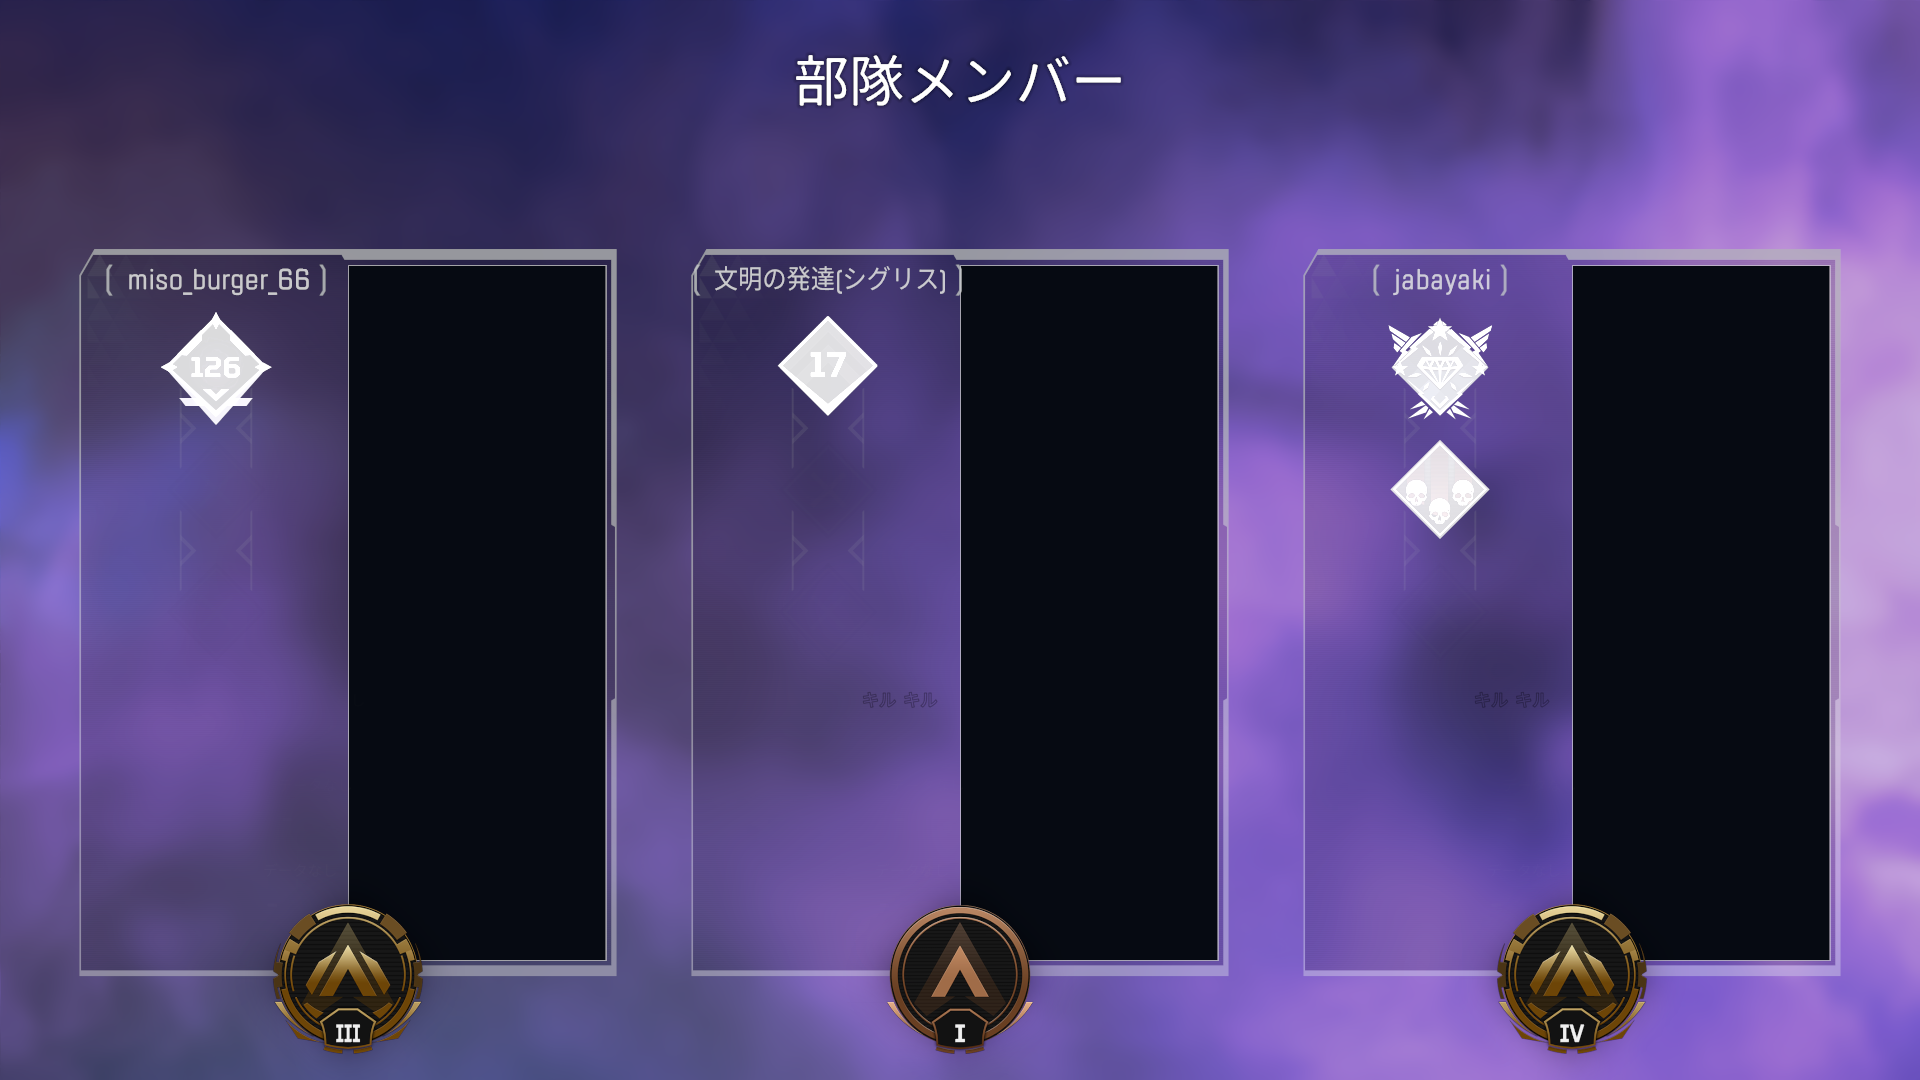 部隊メンバー
( miso_burger_66 )
126
III
( 文明の発達[シグリス] )
17
キル キル
I
( jabayaki )
キル キル
IV